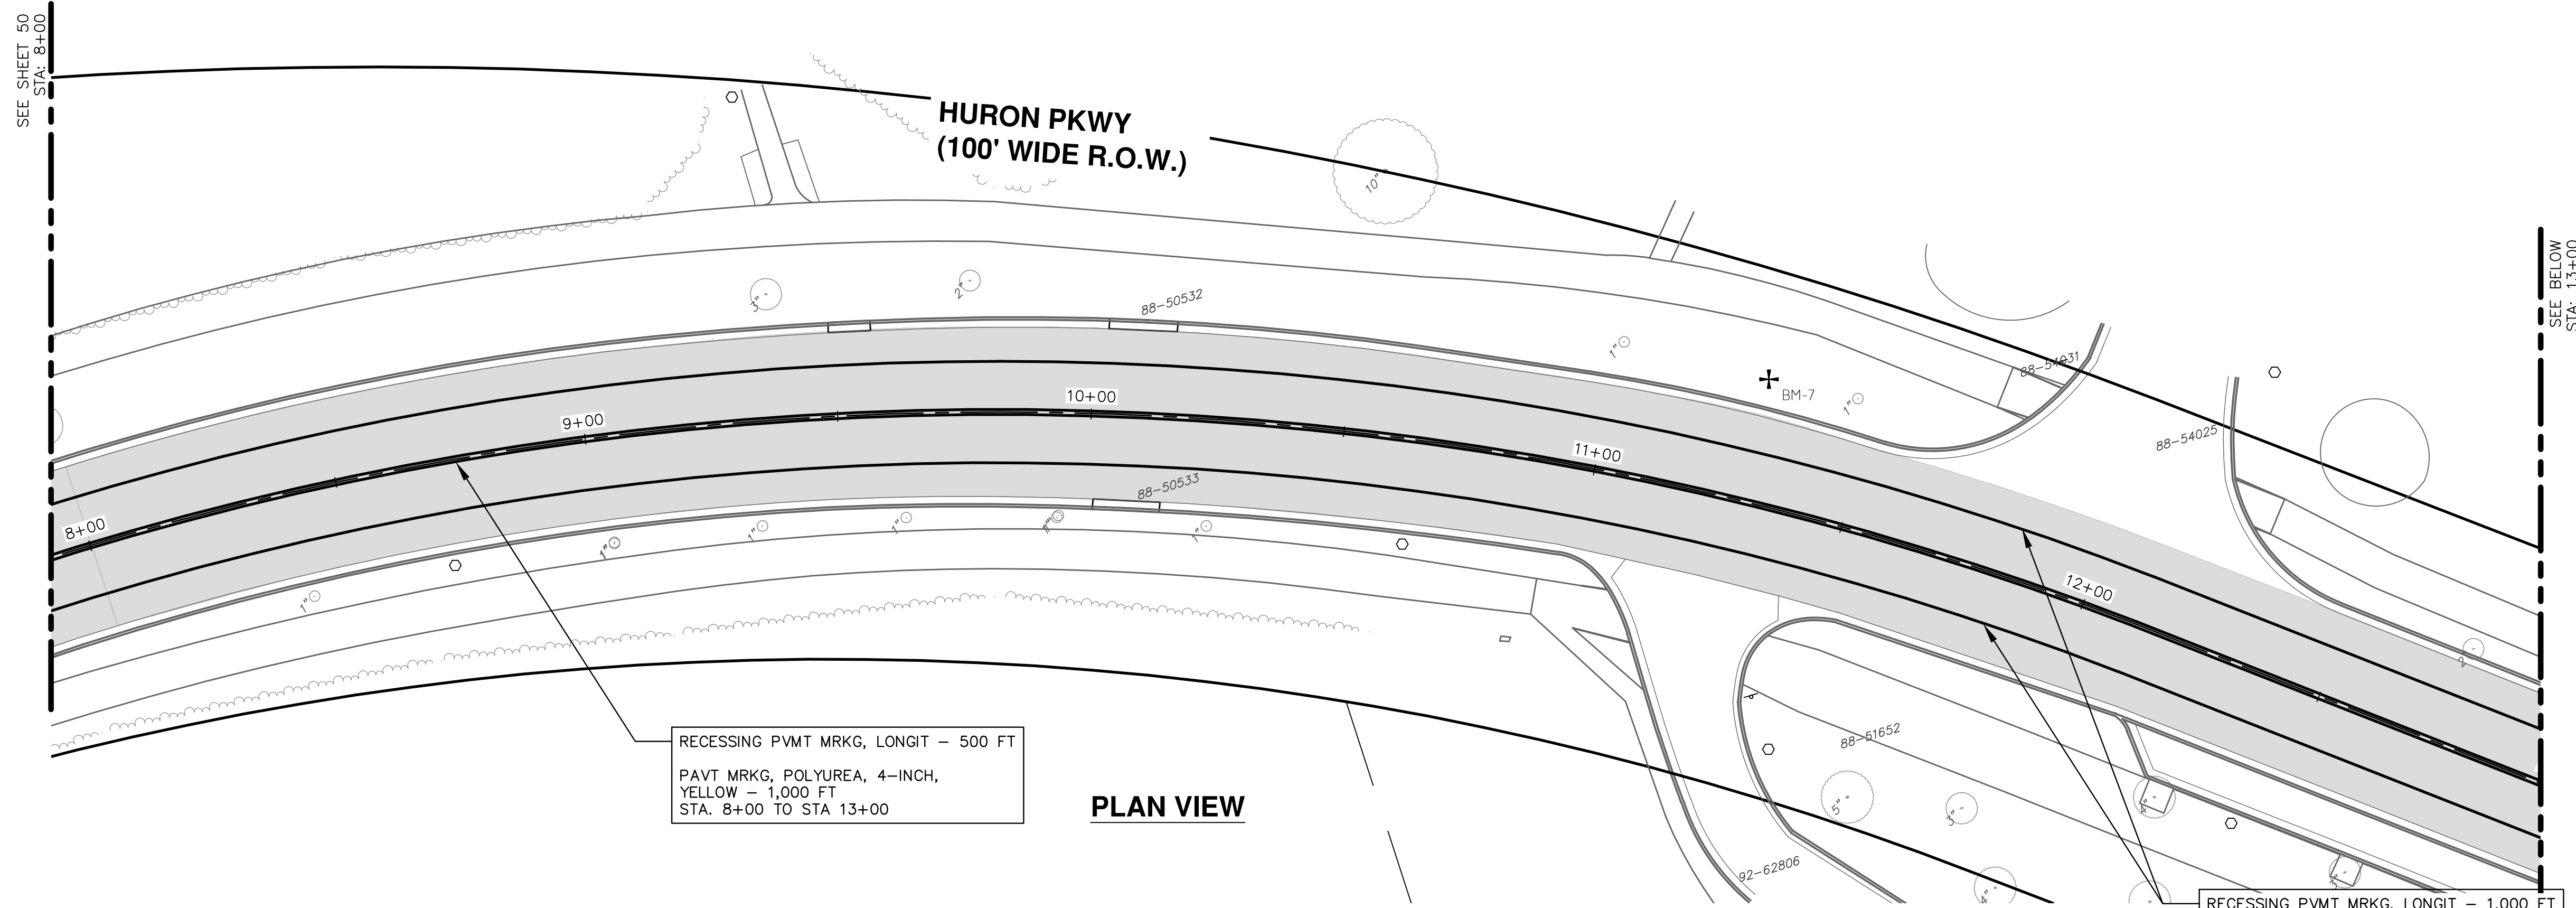 SEE SHEET 50
STA: 8+00
HURON PKWY
(100' WIDE R.O.W.)
10"
SEE BELOW
STA: 13+00
3"
2"
88-50532
1"
88-54031
BM-7
1"
10+00
9+00
88-54025
11+00
88-50533
8+00
1"
1"
1"
1"
1"
12+00
2"
RECESSING PVMT MRKG, LONGIT - 500 FT
PAVT MRKG, POLYUREA, 4-INCH,
YELLOW - 1,000 FT
STA. 8+00 TO STA 13+00
PLAN VIEW
88-51652
5"
3"
4"
92-62806
4"
3"
RECESSING PVMT MRKG, LONGIT - 1,000 FT